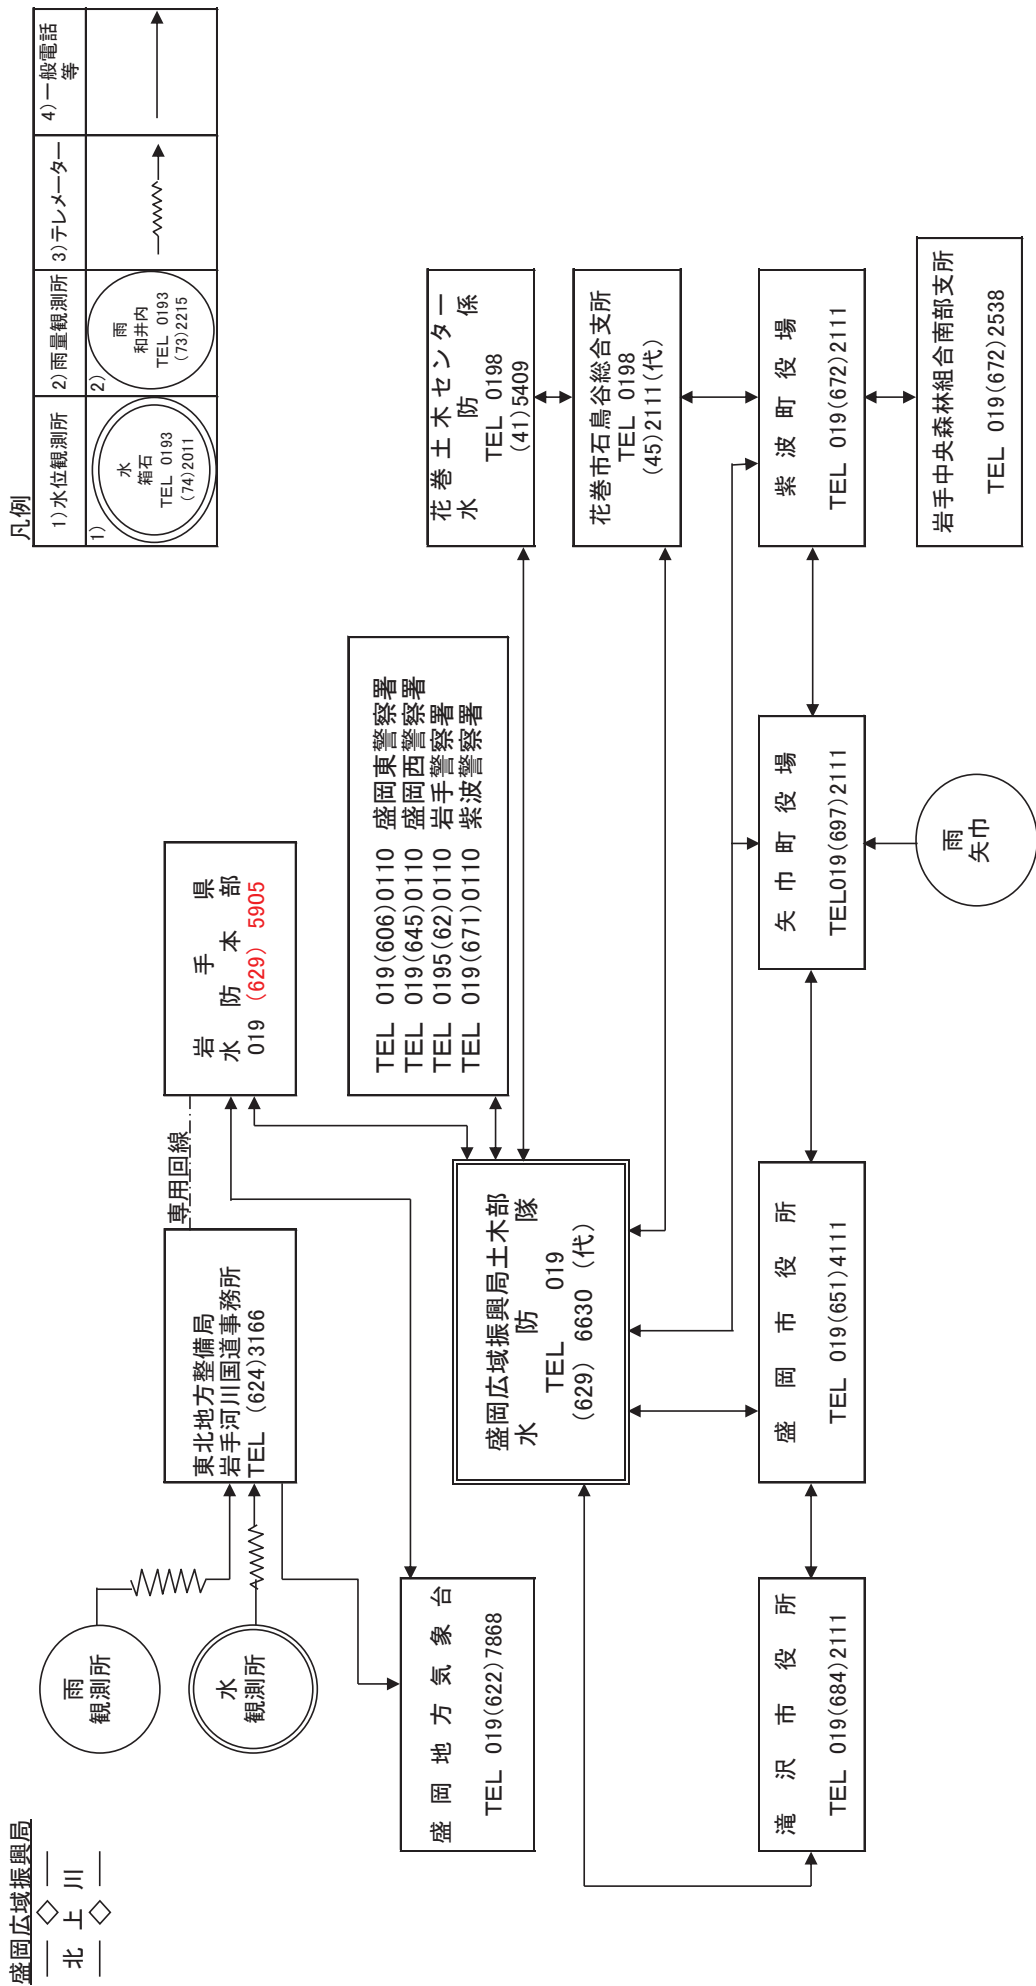 盛岡広域振興局
北 上 川
凡例
1)水位観測所
2)雨量観測所
3)テレメーター
4)一般電話
等
1)
水
箱石
TEL 0193
(74)2011
2)
雨
和井内
TEL 0193
(73)2215
雨
観測所
水
観測所
東北地方整備局
岩手河川国道事務所
TEL (624)3166
専用回線
岩 手 県
水 防 本 部
019 (629) 5905
盛 岡 地 方 気 象 台
TEL 019(622)7868
盛岡広域振興局土木部
水 防 隊
TEL 019
(629) 6630 (代)
TEL 019(606)0110 盛岡東警察署
TEL 019(645)0110 盛岡西警察署
TEL 0195(62)0110 岩手警察署
TEL 019(671)0110 紫波警察署
花 巻 土 木 セ ン タ ー
水 防 係
TEL 0198
(41)5409
花巻市石鳥谷総合支所
TEL 0198
(45)2111(代)
滝 沢 市 役 所
TEL 019(684)2111
盛 岡 市 役 所
TEL 019(651)4111
矢 巾 町 役 場
TEL019(697)2111
紫 波 町 役 場
TEL 019(672)2111
雨
矢巾
岩手中央森林組合南部支所
TEL 019(672)2538